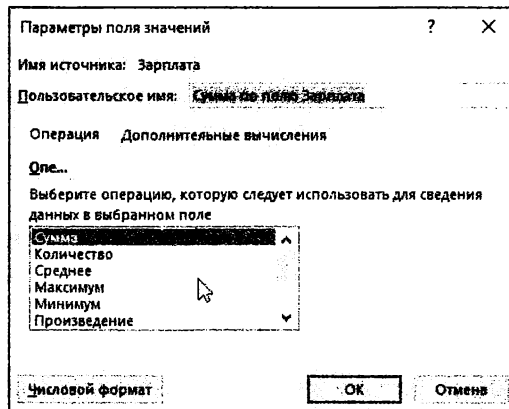 Параметры поля значений ? ×
Имя источника: Зарплата
Пользовательское имя: Сумма по полю Зарплата
Операция Дополнительные вычисления
Опе...
Выберите операцию, которую следует использовать для сведения
данных в выбранном поле
Сумма
Количество
Среднее
Максимум
Минимум
Произведение
Числовой формат ОК Отмена